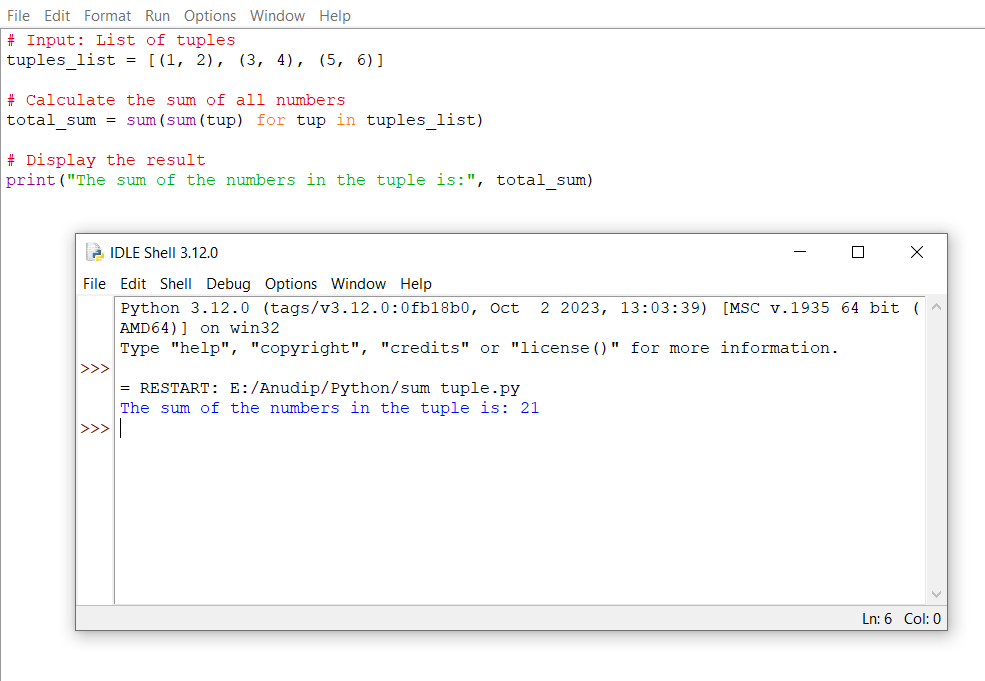 File Edit Format Run Options Window Help
# Input: List of tuples
tuples_list = [(1, 2), (3, 4), (5, 6)]
# Calculate the sum of all numbers
total_sum = sum(sum(tup) for tup in tuples_list)
# Display the result
print("The sum of the numbers in the tuple is:", total_sum)
IDLE Shell 3.12.0
File Edit Shell Debug Options Window Help
Python 3.12.0 (tags/v3.12.0:0fb18b0, Oct  2 2023, 13:03:39) [MSC v.1935 64 bit (
AMD64)] on win32
Type "help", "copyright", "credits" or "license()" for more information.
>>>
= RESTART: E:/Anudip/Python/sum tuple.py
The sum of the numbers in the tuple is: 21
>>>
Ln: 6 Col: 0